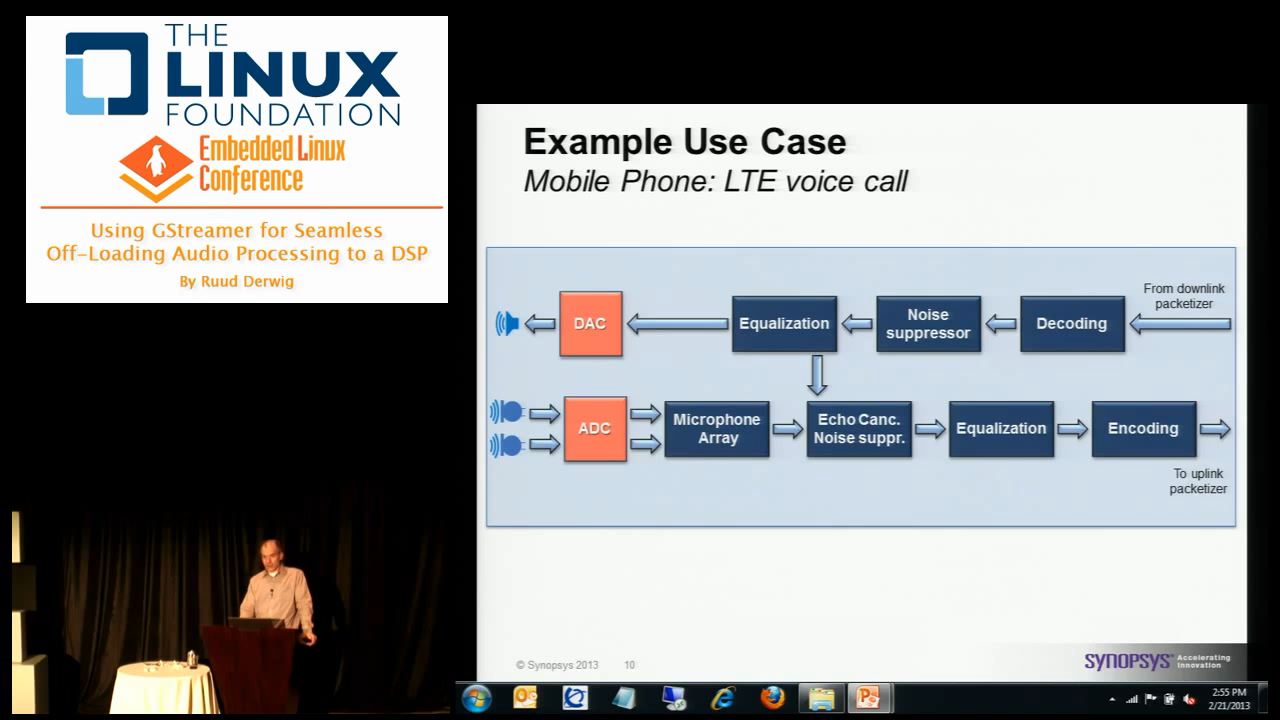 THE
LINUX
FOUNDATION
Embedded Linux
Conference
Using GStreamer for Seamless
Off-Loading Audio Processing to a DSP
By Ruud Derwig
Example Use Case
Mobile Phone: LTE voice call
From downlink
packetizer
DAC
Equalization
Noise
suppressor
Decoding
ADC
Microphone
Array
Echo Canc.
Noise suppr.
Equalization
Encoding
To uplink
packetizer
© Synopsys 2013
10
SYNOPSYS
Accelerating
Innovation
2:55 PM
2/21/2013